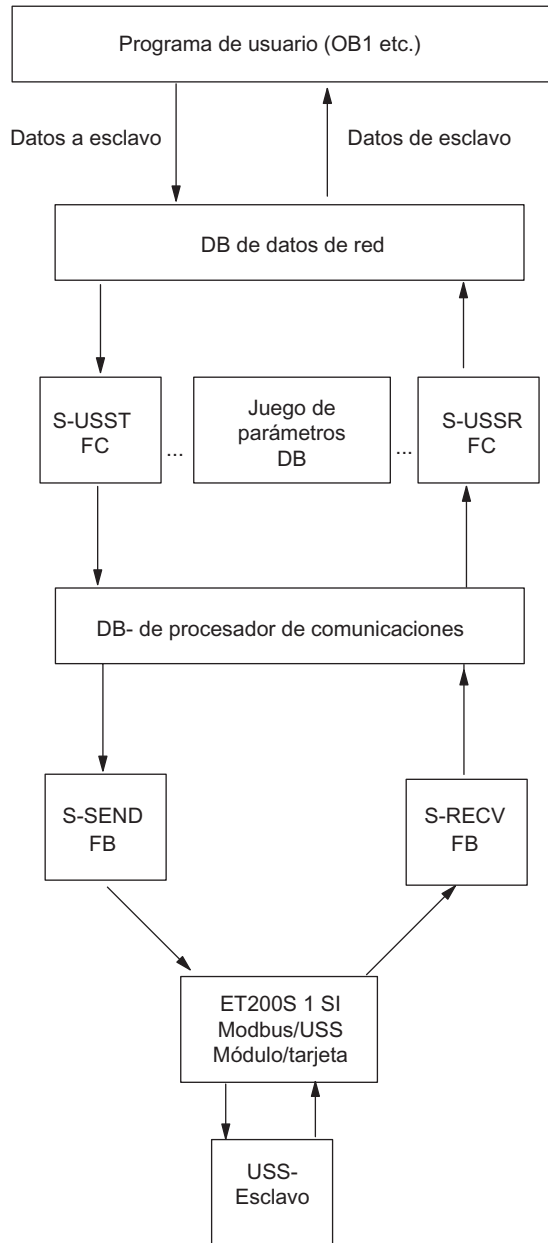 Programa de usuario (OB1 etc.)
Datos a esclavo
Datos de esclavo
DB de datos de red
S-USST
FC
...
Juego de
parámetros
DB
...
S-USSR
FC
DB- de procesador de comunicaciones
S-SEND
FB
S-RECV
FB
ET200S 1 SI
Modbus/USS
Módulo/tarjeta
USS-
Esclavo